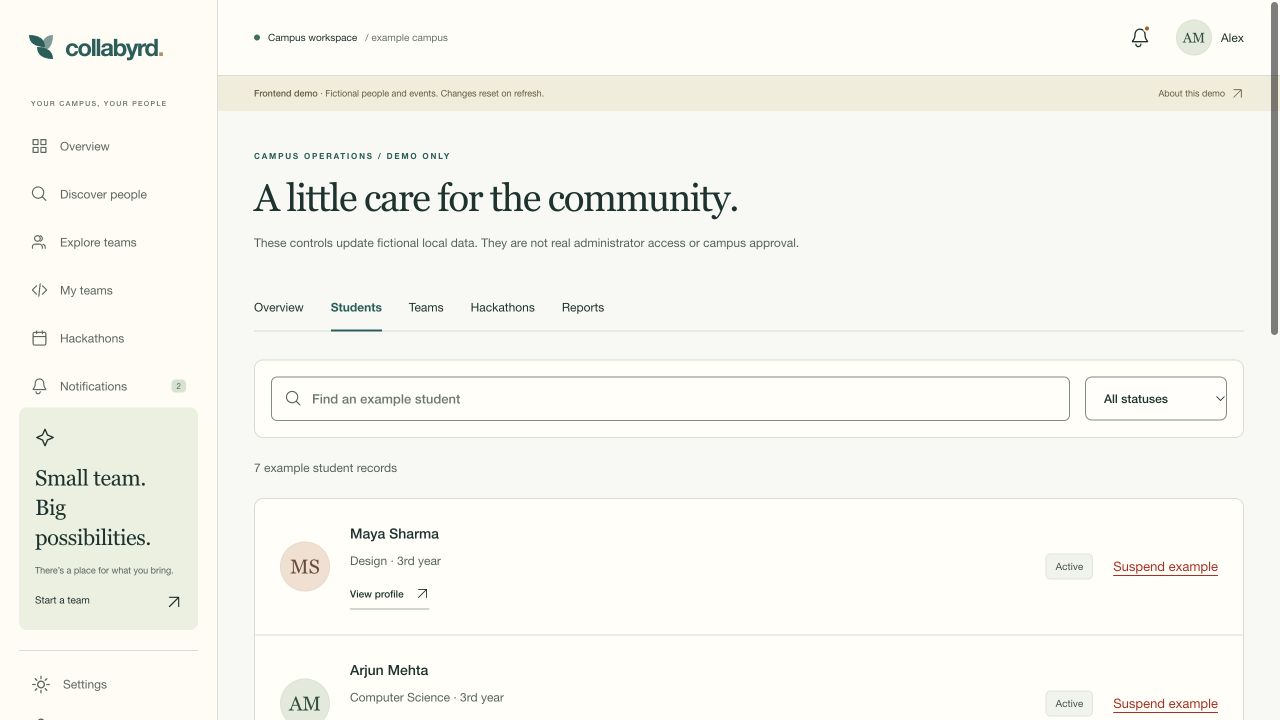 collabyrd.
YOUR CAMPUS, YOUR PEOPLE
Overview
Discover people
Explore teams
My teams
Hackathons
Notifications 2
Small team.
Big
possibilities.
There's a place for what you bring.
Start a team
Settings
Campus workspace / example campus
AM Alex
Frontend demo · Fictional people and events. Changes reset on refresh.
About this demo
CAMPUS OPERATIONS / DEMO ONLY
A little care for the community.
These controls update fictional local data. They are not real administrator access or campus approval.
Overview Students Teams Hackathons Reports
Find an example student
All statuses
7 example student records
MS
Maya Sharma
Design · 3rd year
View profile
Active
Suspend example
AM
Arjun Mehta
Computer Science · 3rd year
Active
Suspend example